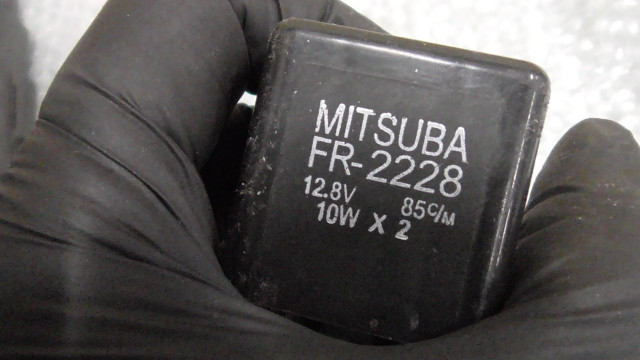 MITSUBA
FR-2228
12.8V 85c/M
10W X 2